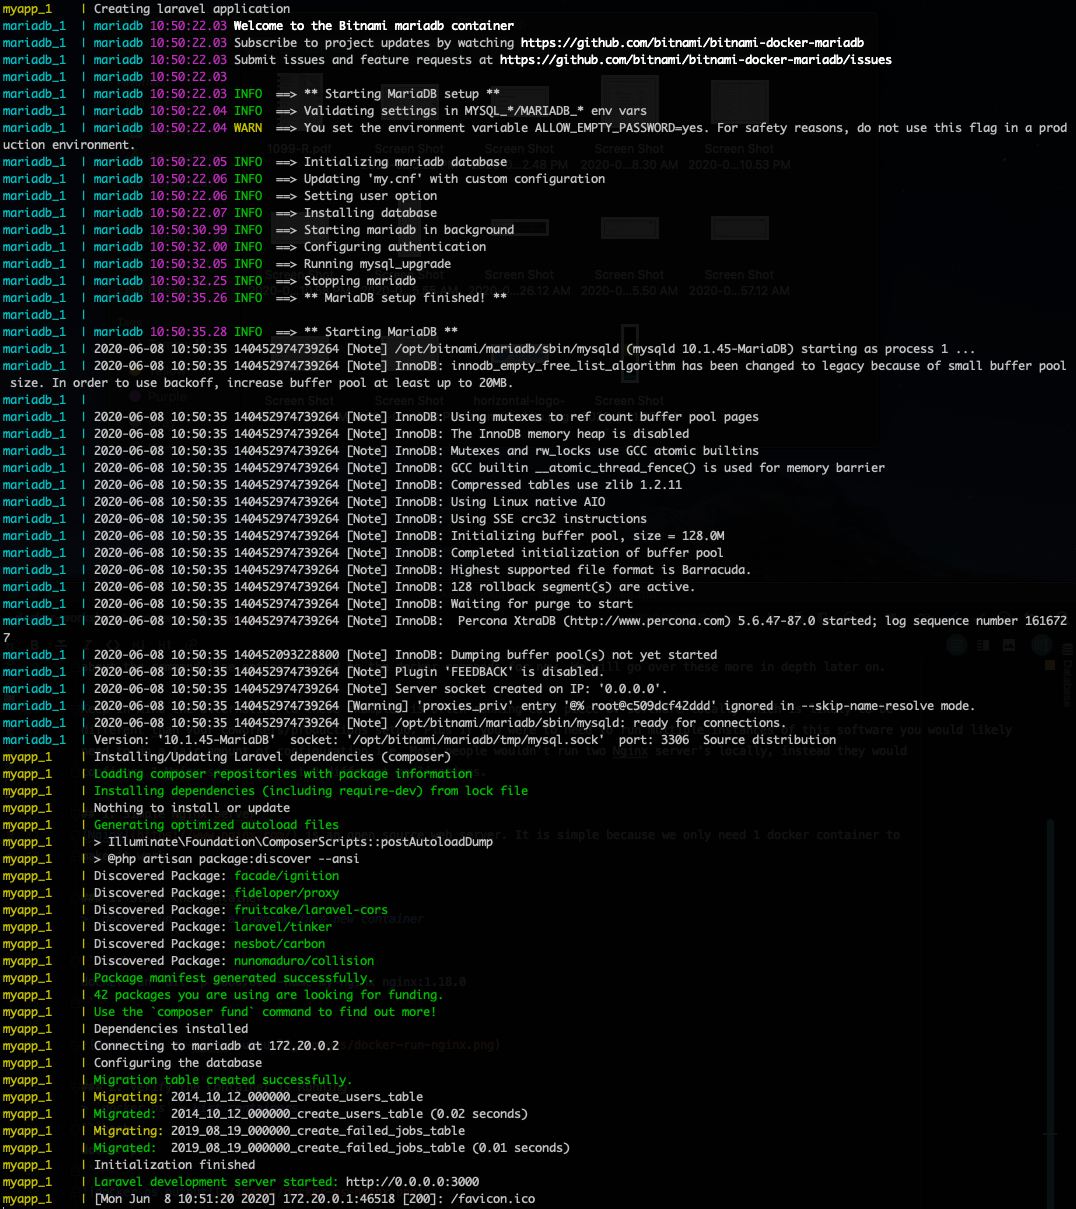 myapp_1    | Creating laravel application
mariadb_1  | mariadb 10:50:22.03 Welcome to the Bitnami mariadb container
mariadb_1  | mariadb 10:50:22.03 Subscribe to project updates by watching https://github.com/bitnami/bitnami-docker-mariadb
mariadb_1  | mariadb 10:50:22.03 Submit issues and feature requests at https://github.com/bitnami/bitnami-docker-mariadb/issues
mariadb_1  | mariadb 10:50:22.03
mariadb_1  | mariadb 10:50:22.03 INFO  ==> ** Starting MariaDB setup **
mariadb_1  | mariadb 10:50:22.04 INFO  ==> Validating settings in MYSQL_*/MARIADB_* env vars
mariadb_1  | mariadb 10:50:22.04 WARN  ==> You set the environment variable ALLOW_EMPTY_PASSWORD=yes. For safety reasons, do not use this flag in a prod
uction environment.
mariadb_1  | mariadb 10:50:22.05 INFO  ==> Initializing mariadb database
mariadb_1  | mariadb 10:50:22.06 INFO  ==> Updating 'my.cnf' with custom configuration
mariadb_1  | mariadb 10:50:22.06 INFO  ==> Setting user option
mariadb_1  | mariadb 10:50:22.07 INFO  ==> Installing database
mariadb_1  | mariadb 10:50:30.99 INFO  ==> Starting mariadb in background
mariadb_1  | mariadb 10:50:32.00 INFO  ==> Configuring authentication
mariadb_1  | mariadb 10:50:32.05 INFO  ==> Running mysql_upgrade
mariadb_1  | mariadb 10:50:32.25 INFO  ==> Stopping mariadb
mariadb_1  | mariadb 10:50:35.26 INFO  ==> ** MariaDB setup finished! **
mariadb_1  |
mariadb_1  | mariadb 10:50:35.28 INFO  ==> ** Starting MariaDB **
mariadb_1  | 2020-06-08 10:50:35 140452974739264 [Note] /opt/bitnami/mariadb/sbin/mysqld (mysqld 10.1.45-MariaDB) starting as process 1 ...
mariadb_1  | 2020-06-08 10:50:35 140452974739264 [Note] InnoDB: innodb_empty_free_list_algorithm has been changed to legacy because of small buffer pool
 size. In order to use backoff, increase buffer pool at least up to 20MB.
mariadb_1  |
mariadb_1  | 2020-06-08 10:50:35 140452974739264 [Note] InnoDB: Using mutexes to ref count buffer pool pages
mariadb_1  | 2020-06-08 10:50:35 140452974739264 [Note] InnoDB: The InnoDB memory heap is disabled
mariadb_1  | 2020-06-08 10:50:35 140452974739264 [Note] InnoDB: Mutexes and rw_locks use GCC atomic builtins
mariadb_1  | 2020-06-08 10:50:35 140452974739264 [Note] InnoDB: GCC builtin __atomic_thread_fence() is used for memory barrier
mariadb_1  | 2020-06-08 10:50:35 140452974739264 [Note] InnoDB: Compressed tables use zlib 1.2.11
mariadb_1  | 2020-06-08 10:50:35 140452974739264 [Note] InnoDB: Using Linux native AIO
mariadb_1  | 2020-06-08 10:50:35 140452974739264 [Note] InnoDB: Using SSE crc32 instructions
mariadb_1  | 2020-06-08 10:50:35 140452974739264 [Note] InnoDB: Initializing buffer pool, size = 128.0M
mariadb_1  | 2020-06-08 10:50:35 140452974739264 [Note] InnoDB: Completed initialization of buffer pool
mariadb_1  | 2020-06-08 10:50:35 140452974739264 [Note] InnoDB: Highest supported file format is Barracuda.
mariadb_1  | 2020-06-08 10:50:35 140452974739264 [Note] InnoDB: 128 rollback segment(s) are active.
mariadb_1  | 2020-06-08 10:50:35 140452974739264 [Note] InnoDB: Waiting for purge to start
mariadb_1  | 2020-06-08 10:50:35 140452974739264 [Note] InnoDB:  Percona XtraDB (http://www.percona.com) 5.6.47-87.0 started; log sequence number 161672
7
mariadb_1  | 2020-06-08 10:50:35 140452093228800 [Note] InnoDB: Dumping buffer pool(s) not yet started
mariadb_1  | 2020-06-08 10:50:35 140452974739264 [Note] Plugin 'FEEDBACK' is disabled.
mariadb_1  | 2020-06-08 10:50:35 140452974739264 [Note] Server socket created on IP: '0.0.0.0'.
mariadb_1  | 2020-06-08 10:50:35 140452974739264 [Warning] 'proxies_priv' entry '@% root@c509dcf42ddd' ignored in --skip-name-resolve mode.
mariadb_1  | 2020-06-08 10:50:35 140452974739264 [Note] /opt/bitnami/mariadb/sbin/mysqld: ready for connections.
mariadb_1  | Version: '10.1.45-MariaDB'  socket: '/opt/bitnami/mariadb/tmp/mysql.sock'  port: 3306  Source distribution
myapp_1    | Installing/Updating Laravel dependencies (composer)
myapp_1    | Loading composer repositories with package information
myapp_1    | Installing dependencies (including require-dev) from lock file
myapp_1    | Nothing to install or update
myapp_1    | Generating optimized autoload files
myapp_1    | > Illuminate\Foundation\ComposerScripts::postAutoloadDump
myapp_1    | > @php artisan package:discover --ansi
myapp_1    | Discovered Package: facade/ignition
myapp_1    | Discovered Package: fideloper/proxy
myapp_1    | Discovered Package: fruitcake/laravel-cors
myapp_1    | Discovered Package: laravel/tinker
myapp_1    | Discovered Package: nesbot/carbon
myapp_1    | Discovered Package: nunomaduro/collision
myapp_1    | Package manifest generated successfully.
myapp_1    | 42 packages you are using are looking for funding.
myapp_1    | Use the `composer fund` command to find out more!
myapp_1    | Dependencies installed
myapp_1    | Connecting to mariadb at 172.20.0.2
myapp_1    | Configuring the database
myapp_1    | Migration table created successfully.
myapp_1    | Migrating: 2014_10_12_000000_create_users_table
myapp_1    | Migrated:  2014_10_12_000000_create_users_table (0.02 seconds)
myapp_1    | Migrating: 2019_08_19_000000_create_failed_jobs_table
myapp_1    | Migrated:  2019_08_19_000000_create_failed_jobs_table (0.01 seconds)
myapp_1    | Initialization finished
myapp_1    | Laravel development server started: http://0.0.0.0:3000
myapp_1    | [Mon Jun  8 10:51:20 2020] 172.20.0.1:46518 [200]: /favicon.ico